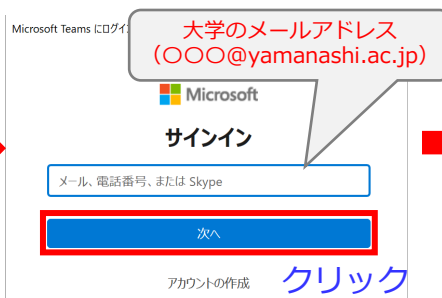 Microsoft Teams にログイ
大学のメールアドレス
(〇〇〇@yamanashi.ac.jp)
Microsoft
サインイン
メール、電話番号、または Skype
次へ
アカウントの作成
クリック